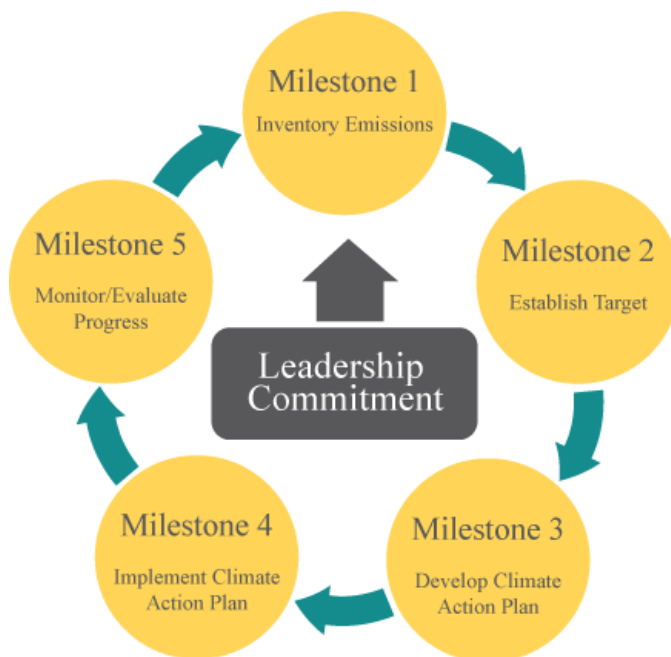 Milestone 1
Inventory Emissions
Milestone 2
Establish Target
Milestone 3
Develop Climate
Action Plan
Milestone 4
Implement Climate
Action Plan
Milestone 5
Monitor/Evaluate
Progress
Leadership
Commitment